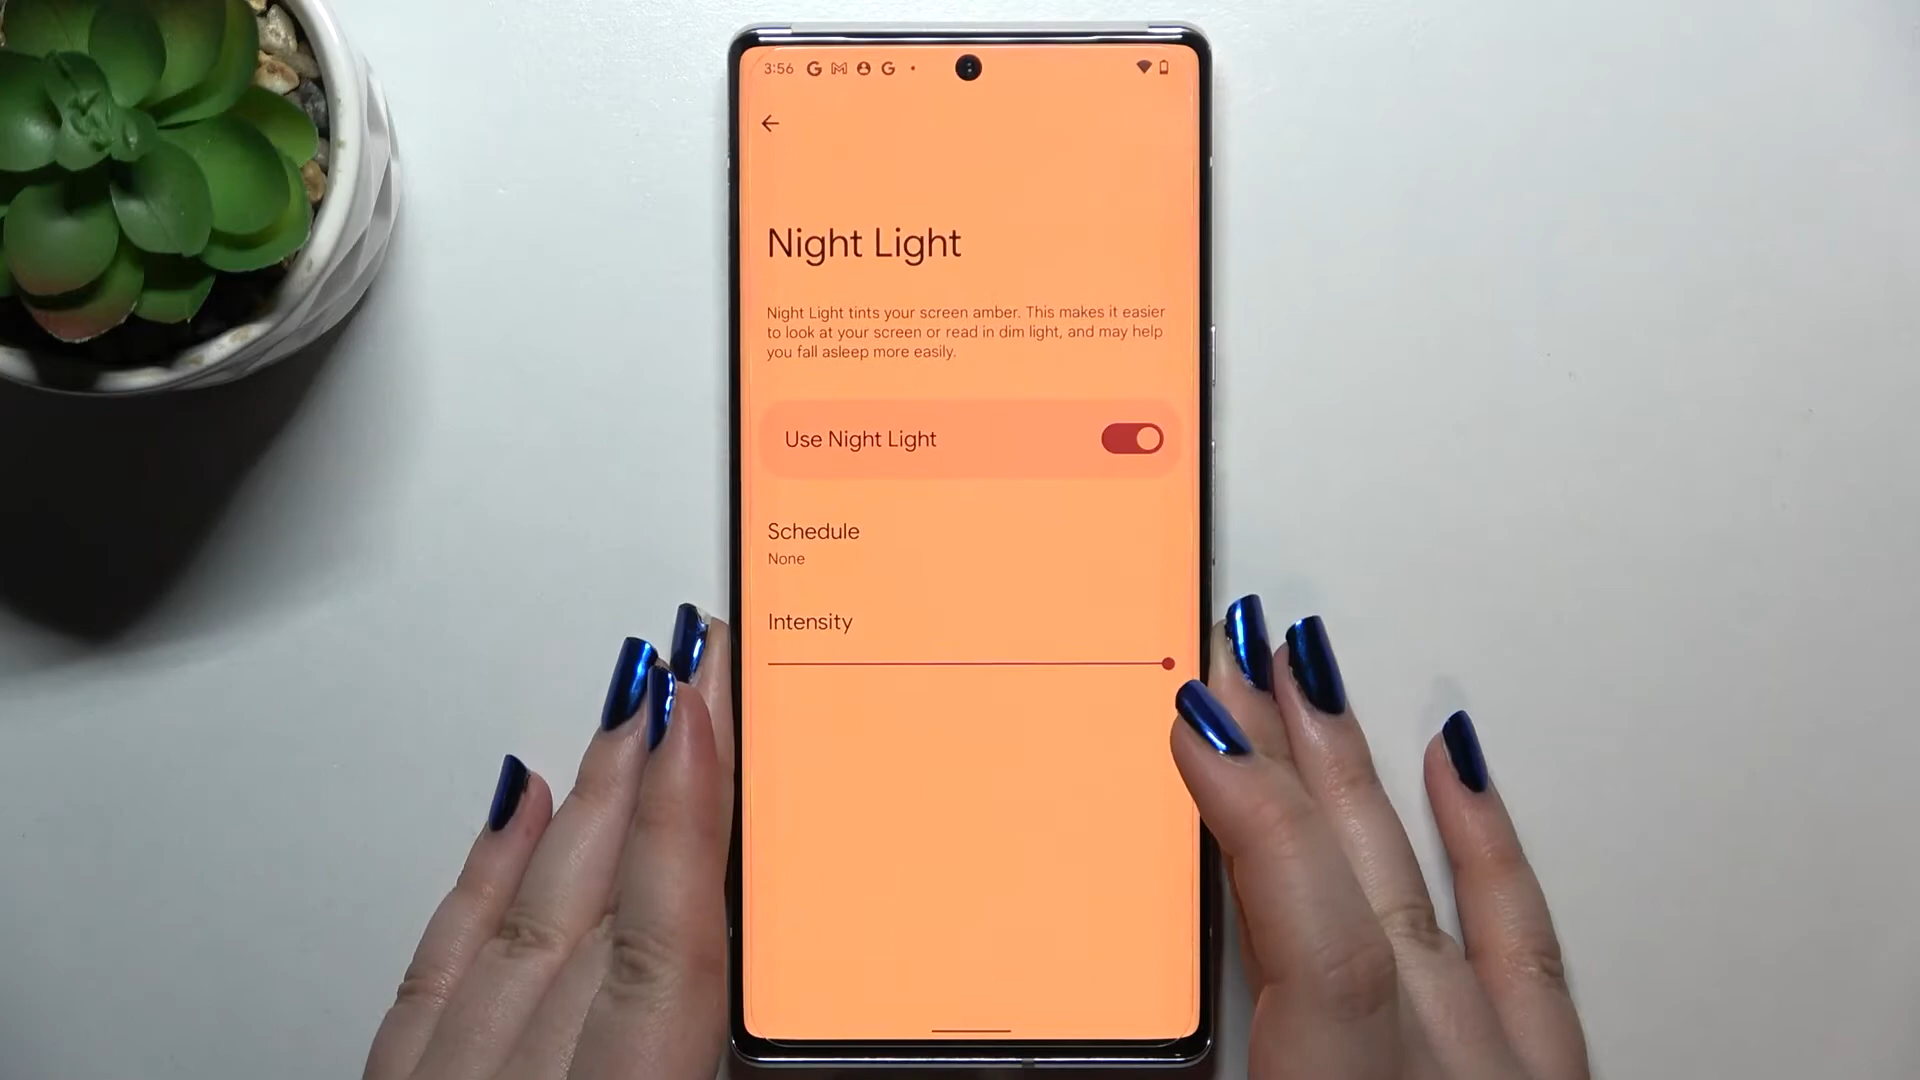 3:56
Night Light
Night Light tints your screen amber. This makes it easier
to look at your screen or read in dim light, and may help
you fall asleep more easily.
Use Night Light
Schedule
None
Intensity